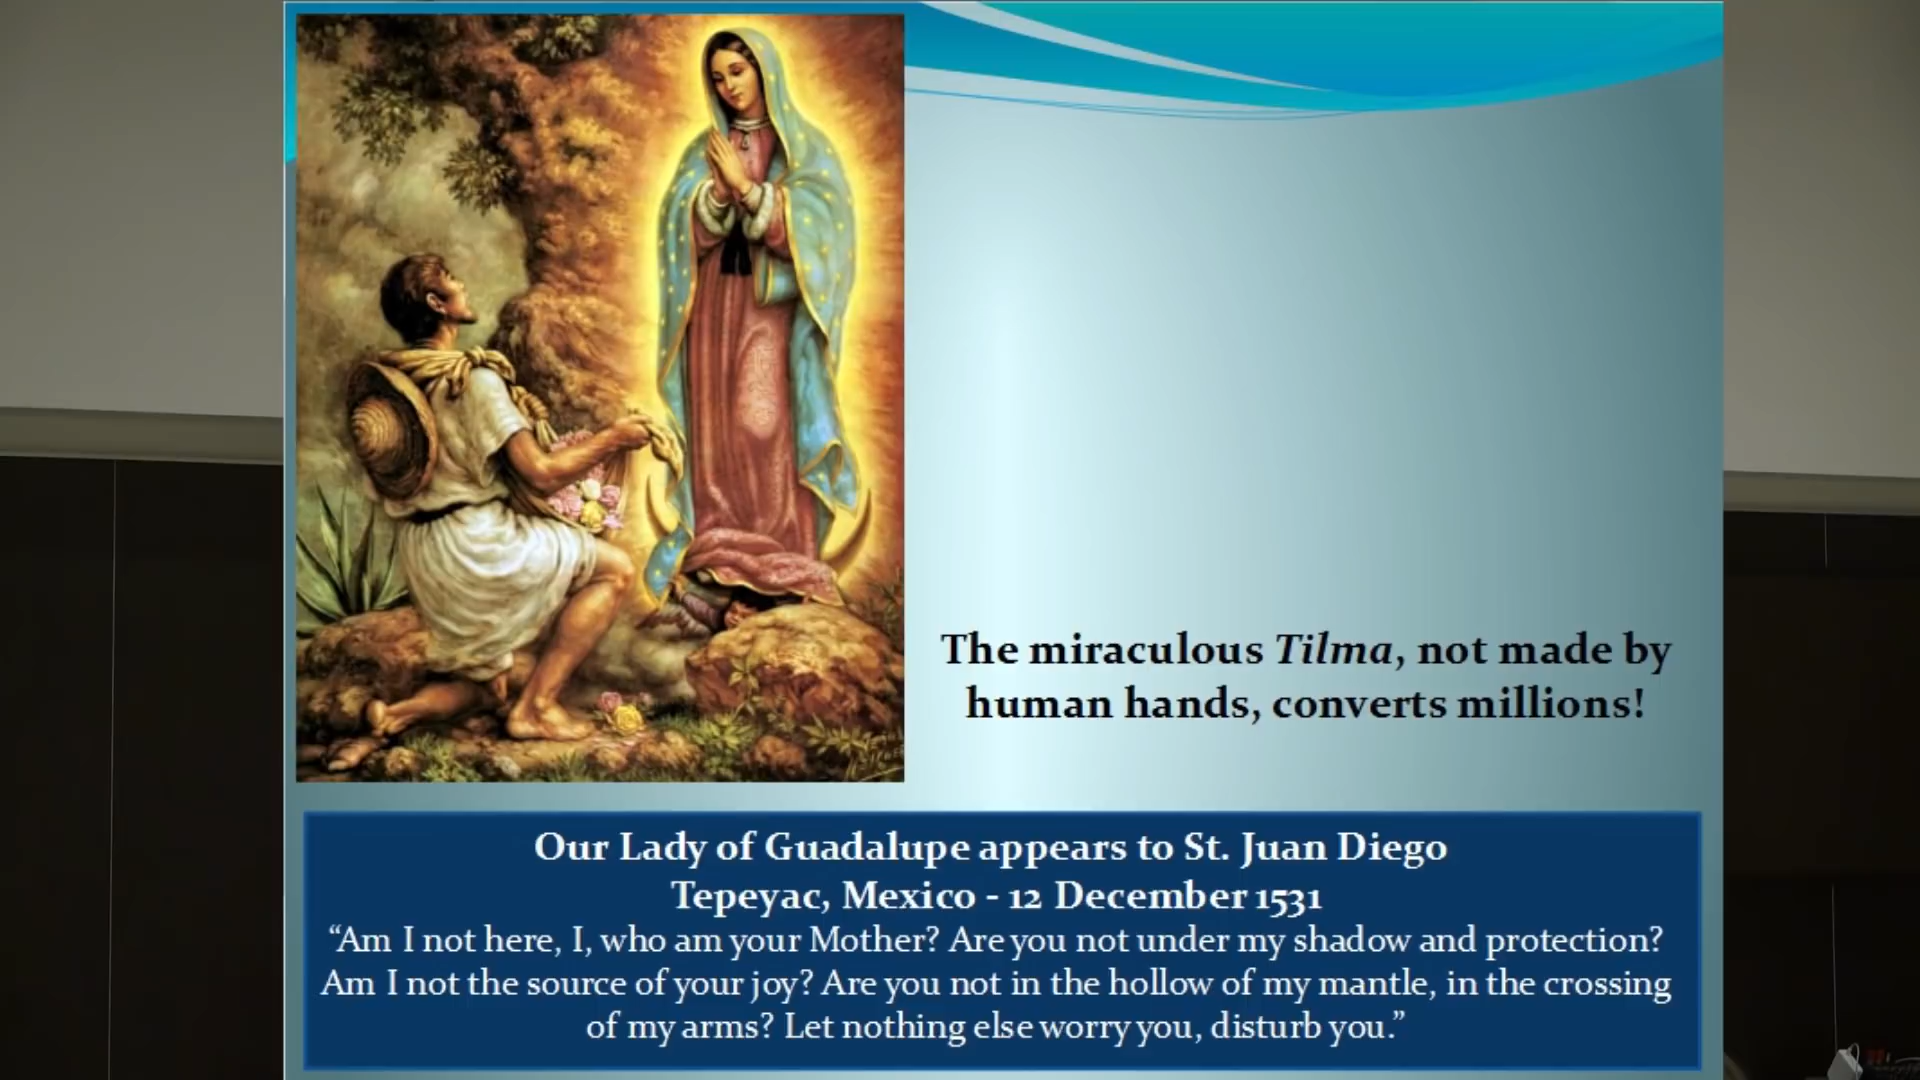 The miraculous Tilma, not made by
human hands, converts millions!
Our Lady of Guadalupe appears to St. Juan Diego
Tepeyac, Mexico - 12 December 1531
“Am I not here, I, who am your Mother? Are you not under my shadow and protection?
Am I not the source of your joy? Are you not in the hollow of my mantle, in the crossing
of my arms? Let nothing else worry you, disturb you.”